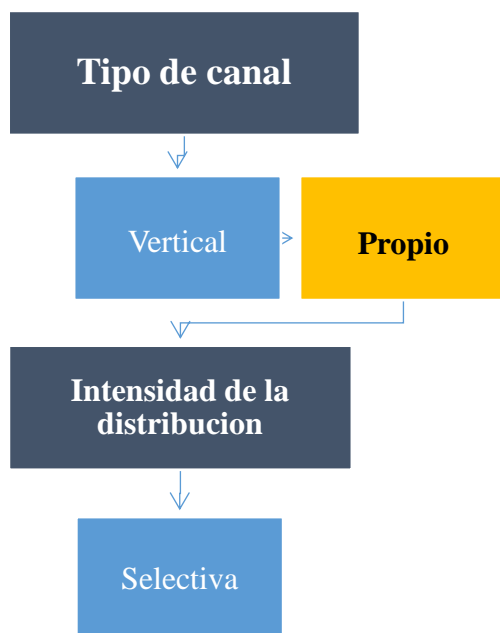 Tipo de canal
Vertical
Propio
Intensidad de la
distribucion
Selectiva